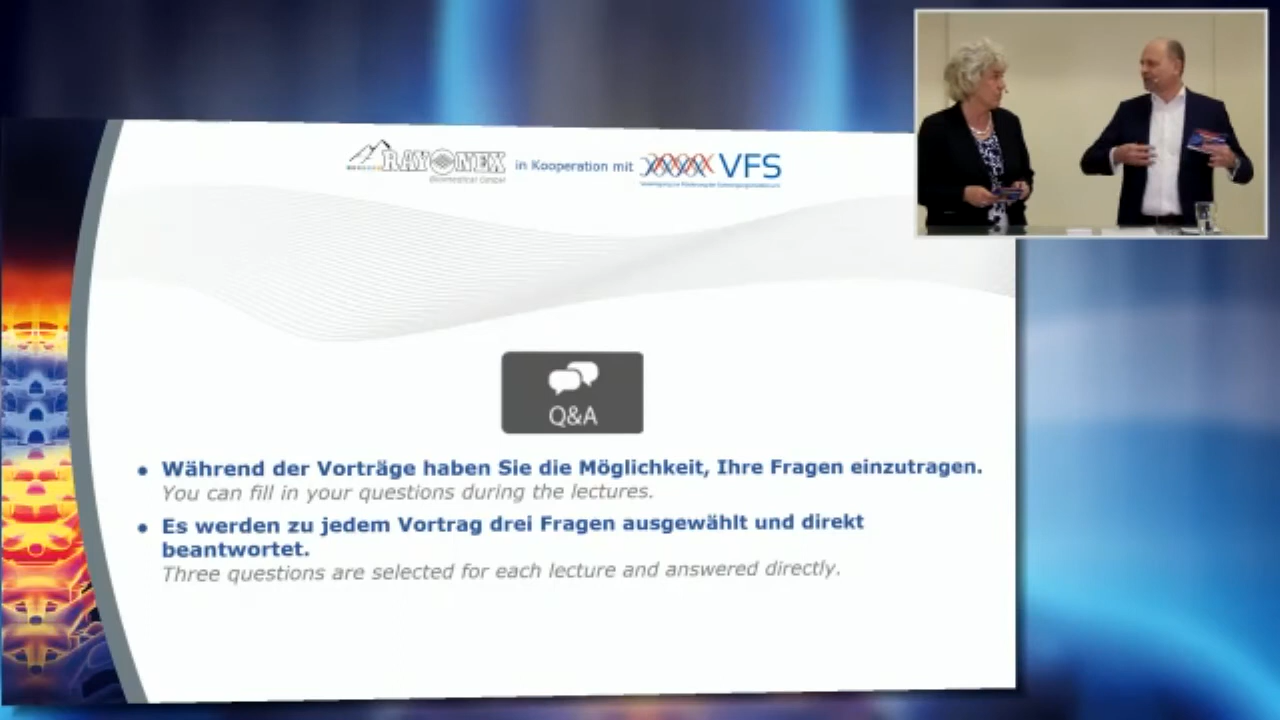 RAYONEX
Biomedical GmbH
in Kooperation mit
VFS
Q&A
• Während der Vorträge haben Sie die Möglichkeit, Ihre Fragen einzutragen.
You can fill in your questions during the lectures.
• Es werden zu jedem Vortrag drei Fragen ausgewählt und direkt
beantwortet.
Three questions are selected for each lecture and answered directly.